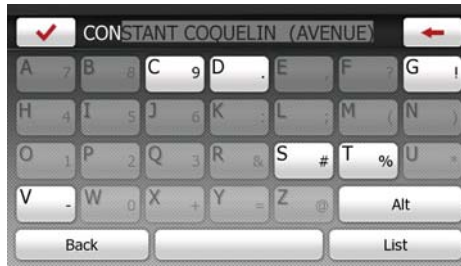 CONSTANT COQUELIN (AVENUE)
A 7 B 8 C 9 D . E , F ? G !
H 4 I 5 J 6 K : L ; M ( N )
O 1 P 2 Q 3 R & S # T % U *
V - W 0 X + Y = Z @ Alt
Back List